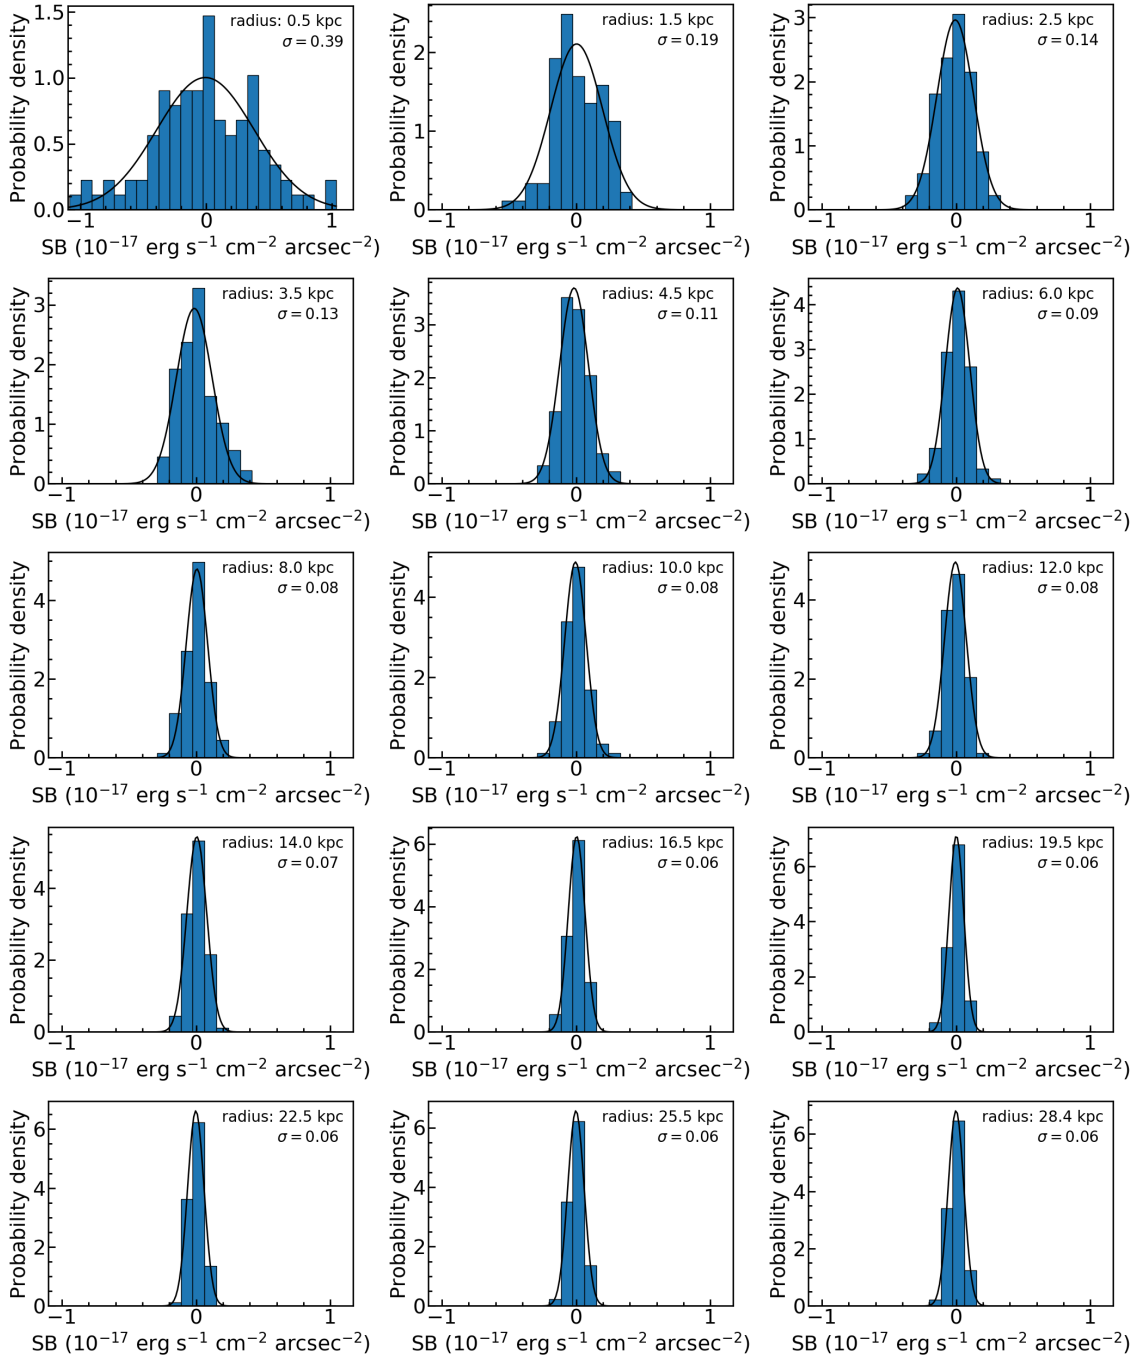 Probability density
1.5
1.0
0.5
0.0
radius: 0.5 kpc
σ = 0.39
−1 0 1
SB (10⁻¹⁷ erg s⁻¹ cm⁻² arcsec⁻²)
Probability density
2
1
0
radius: 1.5 kpc
σ = 0.19
−1 0 1
SB (10⁻¹⁷ erg s⁻¹ cm⁻² arcsec⁻²)
Probability density
3
2
1
0
radius: 2.5 kpc
σ = 0.14
−1 0 1
SB (10⁻¹⁷ erg s⁻¹ cm⁻² arcsec⁻²)
Probability density
3
2
1
0
radius: 3.5 kpc
σ = 0.13
−1 0 1
SB (10⁻¹⁷ erg s⁻¹ cm⁻² arcsec⁻²)
Probability density
3
2
1
0
radius: 4.5 kpc
σ = 0.11
−1 0 1
SB (10⁻¹⁷ erg s⁻¹ cm⁻² arcsec⁻²)
Probability density
4
3
2
1
0
radius: 6.0 kpc
σ = 0.09
−1 0 1
SB (10⁻¹⁷ erg s⁻¹ cm⁻² arcsec⁻²)
Probability density
4
2
0
radius: 8.0 kpc
σ = 0.08
−1 0 1
SB (10⁻¹⁷ erg s⁻¹ cm⁻² arcsec⁻²)
Probability density
4
2
0
radius: 10.0 kpc
σ = 0.08
−1 0 1
SB (10⁻¹⁷ erg s⁻¹ cm⁻² arcsec⁻²)
Probability density
4
2
0
radius: 12.0 kpc
σ = 0.08
−1 0 1
SB (10⁻¹⁷ erg s⁻¹ cm⁻² arcsec⁻²)
Probability density
4
2
0
radius: 14.0 kpc
σ = 0.07
−1 0 1
SB (10⁻¹⁷ erg s⁻¹ cm⁻² arcsec⁻²)
Probability density
6
4
2
0
radius: 16.5 kpc
σ = 0.06
−1 0 1
SB (10⁻¹⁷ erg s⁻¹ cm⁻² arcsec⁻²)
Probability density
6
4
2
0
radius: 19.5 kpc
σ = 0.06
−1 0 1
SB (10⁻¹⁷ erg s⁻¹ cm⁻² arcsec⁻²)
Probability density
6
4
2
0
radius: 22.5 kpc
σ = 0.06
−1 0 1
SB (10⁻¹⁷ erg s⁻¹ cm⁻² arcsec⁻²)
Probability density
6
4
2
0
radius: 25.5 kpc
σ = 0.06
−1 0 1
SB (10⁻¹⁷ erg s⁻¹ cm⁻² arcsec⁻²)
Probability density
6
4
2
0
radius: 28.4 kpc
σ = 0.06
−1 0 1
SB (10⁻¹⁷ erg s⁻¹ cm⁻² arcsec⁻²)